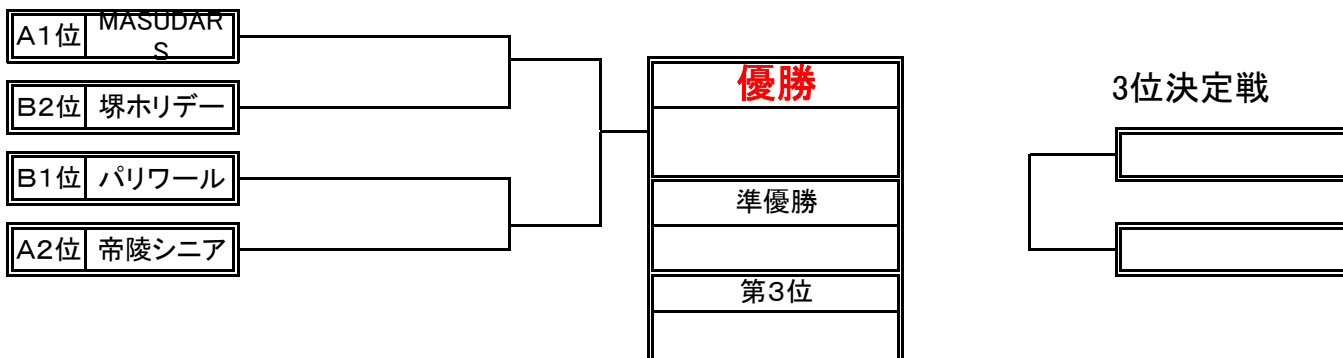 A1位 MASUDAR
S
B2位 堺ホリデー
B1位 パリワール
A2位 帝陵シニア
優勝
準優勝
第3位
3位決定戦